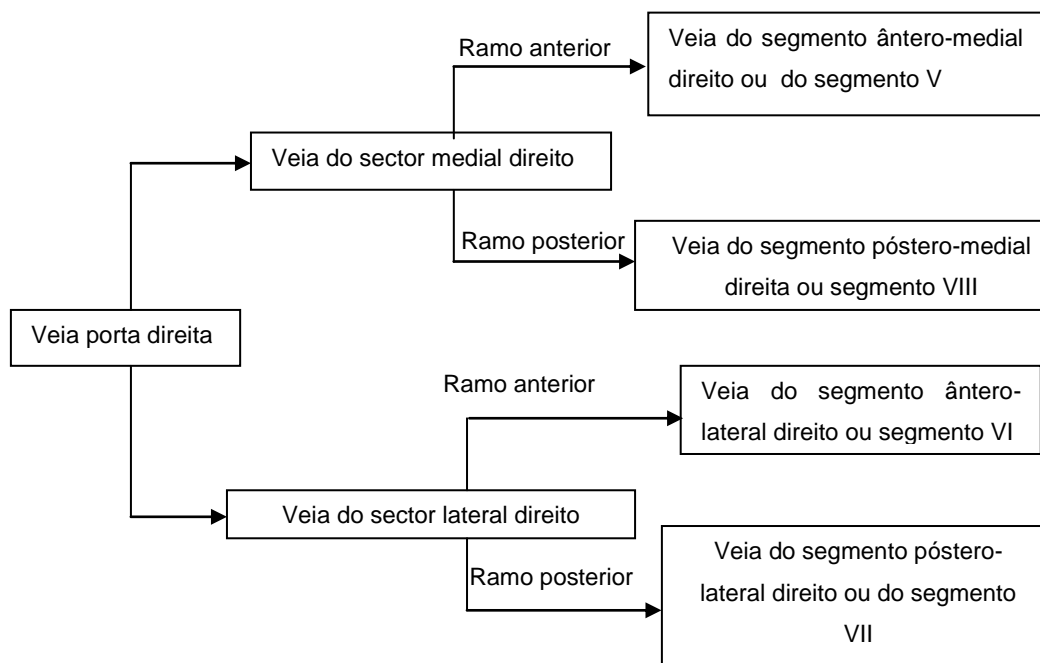 Ramo anterior
Veia do segmento ântero-medial
direito ou do segmento V
Veia do sector medial direito
Ramo posterior
Veia do segmento póstero-medial
direita ou segmento VIII
Veia porta direita
Ramo anterior
Veia do segmento ântero-
lateral direito ou segmento VI
Veia do sector lateral direito
Ramo posterior
Veia do segmento póstero-
lateral direito ou do segmento
VII